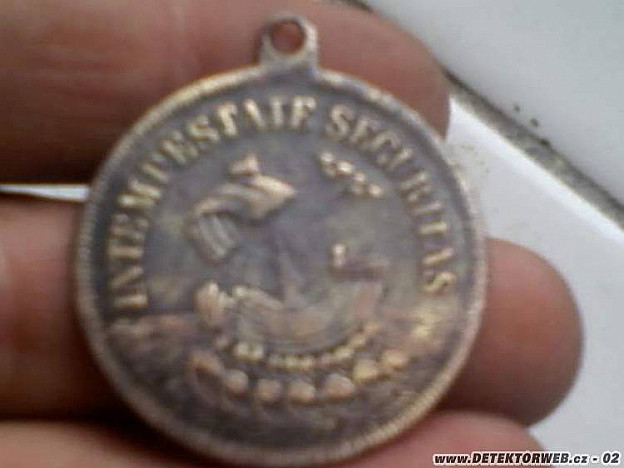 INTEMPESTATE SECURITAS
www.DETEKTORWEB.cz - 02